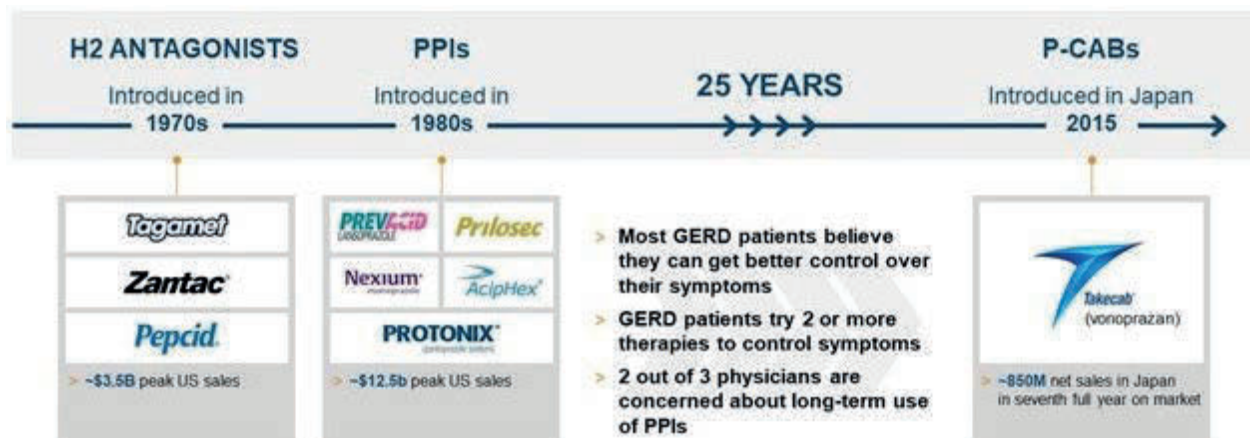 H2 ANTAGONISTS
Introduced in
1970s
PPIs
Introduced in
1980s
25 YEARS
P-CABs
Introduced in Japan
2015
Tagamet
Zantac®
Pepcid.
> ~$3.5B peak US sales
PREVACID
LANSOPRAZOLE
Prilosec
Nexium®
AcipHex®
PROTONIX®
> ~$12.5b peak US sales
> Most GERD patients believe
they can get better control over
their symptoms
> GERD patients try 2 or more
therapies to control symptoms
> 2 out of 3 physicians are
concerned about long-term use
of PPIs
Takecab®
(vonoprazan)
> ~850M net sales in Japan
in seventh full year on market